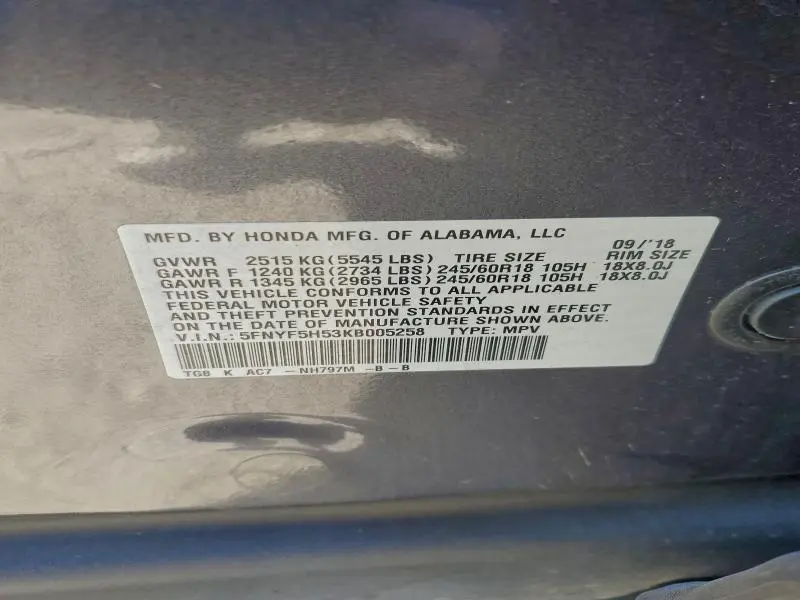 MFD. BY HONDA MFG. OF ALABAMA, LLC 09/'18
GVWR 2515 KG(5545 LBS) TIRE SIZE RIM SIZE
GAWR F 1240 KG(2734 LBS)245/60R18 105H 18X8.0J
GAWR R 1345 KG(2965 LBS)245/60R18 105H 18X8.0J
THIS VEHICLE CONFORMS TO ALL APPLICABLE
FEDERAL MOTOR VEHICLE SAFETY
AND THEFT PREVENTION STANDARDS IN EFFECT
ON THE DATE OF MANUFACTURE SHOWN ABOVE.
V.I.N.: 5FNYF5H53KB005258 TYPE: MPV
TG8 K AC7 -NH797M -B-B